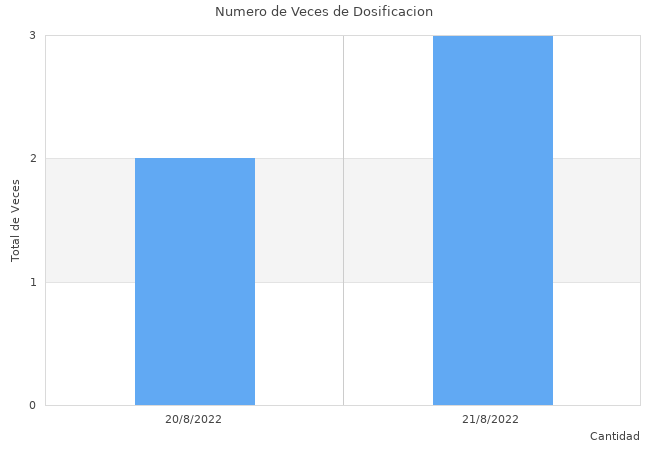 Numero de Veces de Dosificacion
3
2
1
0
Total de Veces
20/8/2022
21/8/2022
Cantidad